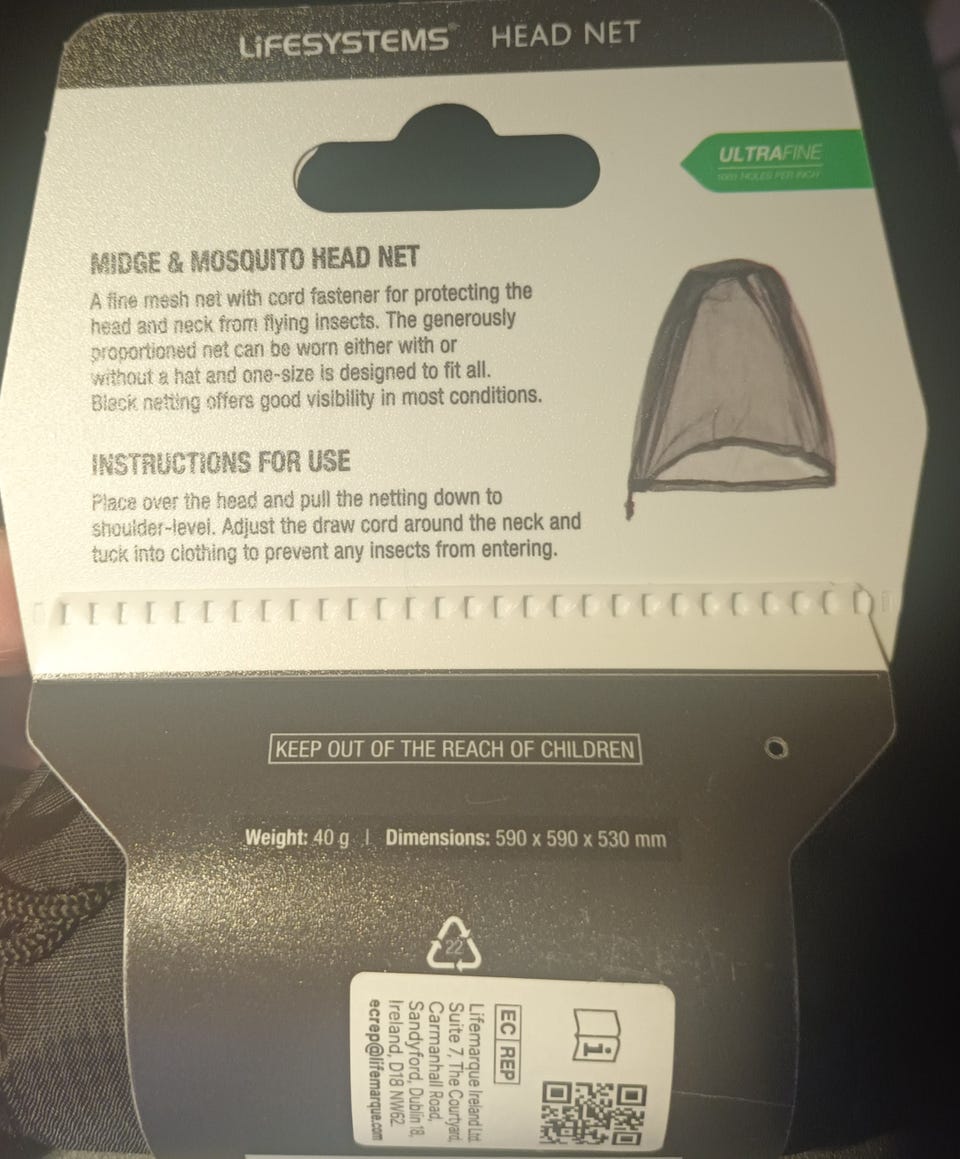 LiFESYSTEMS® HEAD NET
ULTRAFINE
HOLES PER INCH
MIDGE & MOSQUITO HEAD NET
A fine mesh net with cord fastener for protecting the
head and neck from flying insects. The generously
proportioned net can be worn either with or
without a hat and one-size is designed to fit all.
Black netting offers good visibility in most conditions.
INSTRUCTIONS FOR USE
Place over the head and pull the netting down to
shoulder-level. Adjust the draw cord around the neck and
tuck into clothing to prevent any insects from entering.
KEEP OUT OF THE REACH OF CHILDREN
Weight: 40 g | Dimensions: 590 x 590 x 530 mm
22
i
EC REP
Lifemarque Ireland Ltd.
Suite 7, The Courtyard,
Carmanhall Road,
Sandyford, Dublin 18,
Ireland, D18 NW62.
ecrep@lifemarque.com